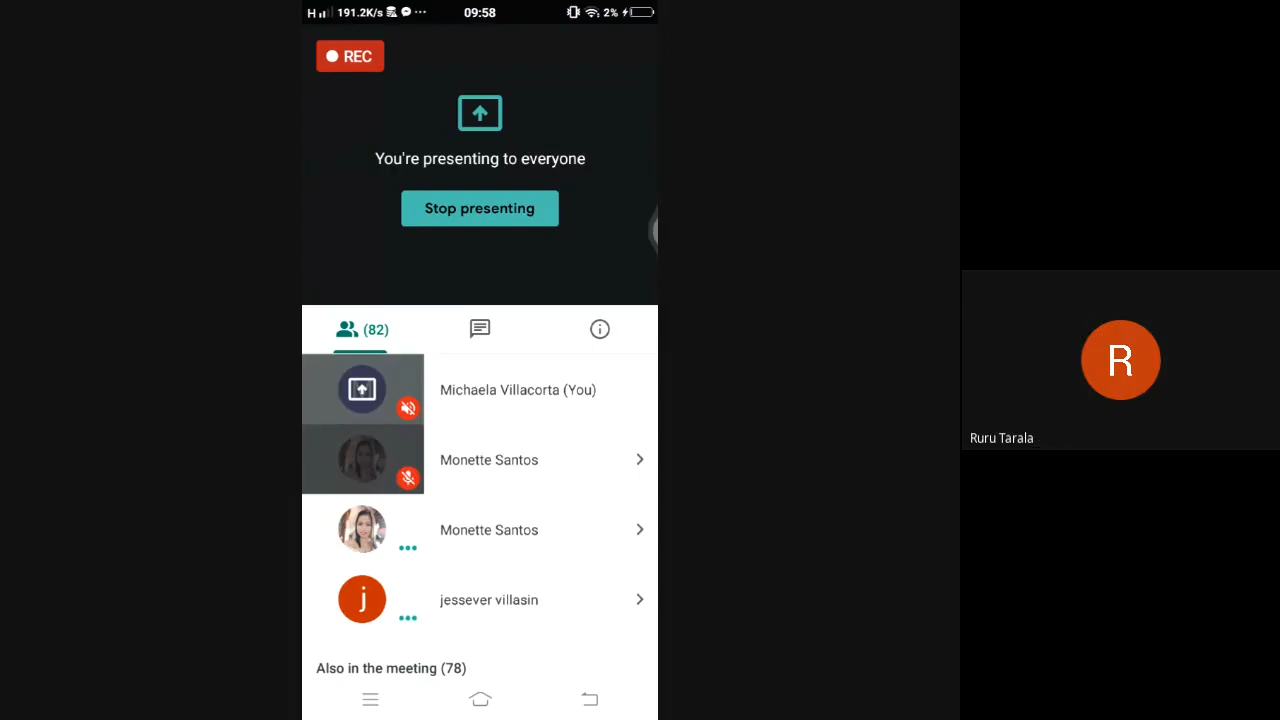 H 191.2K/s ... 09:58 2%
REC
You're presenting to everyone
Stop presenting
(82)
Michaela Villacorta (You)
Monette Santos
Monette Santos
j
jessever villasin
Also in the meeting (78)
R
Ruru Tarala